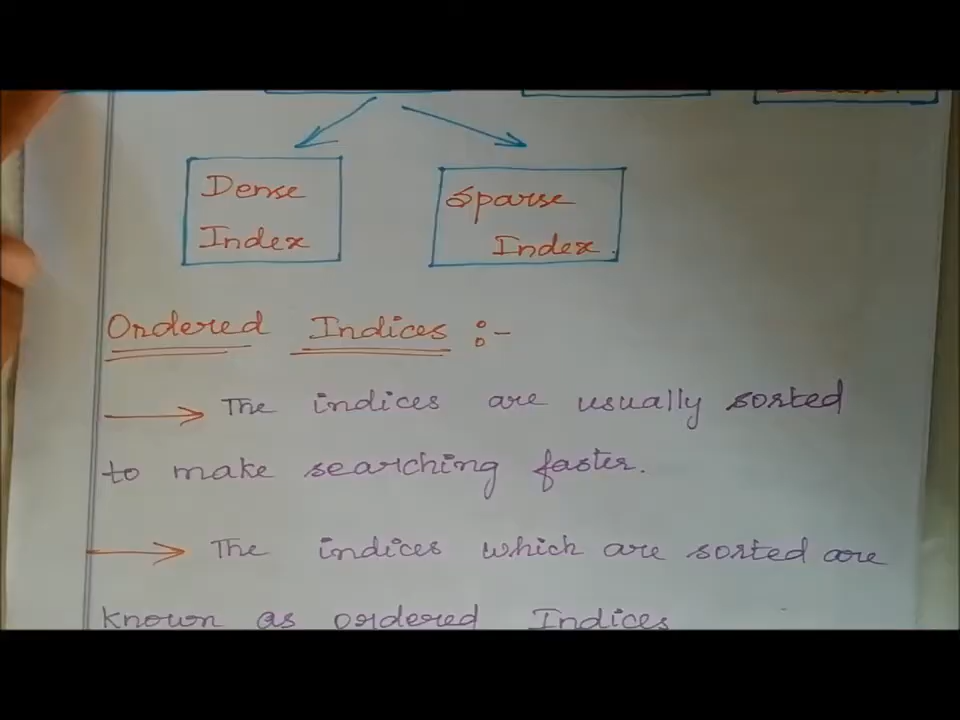 Dense
Index
Sparse
Index.
Ordered Indices :-
The indices are usually sorted
to make searching faster.
The indices which are sorted are
known as ordered Indices